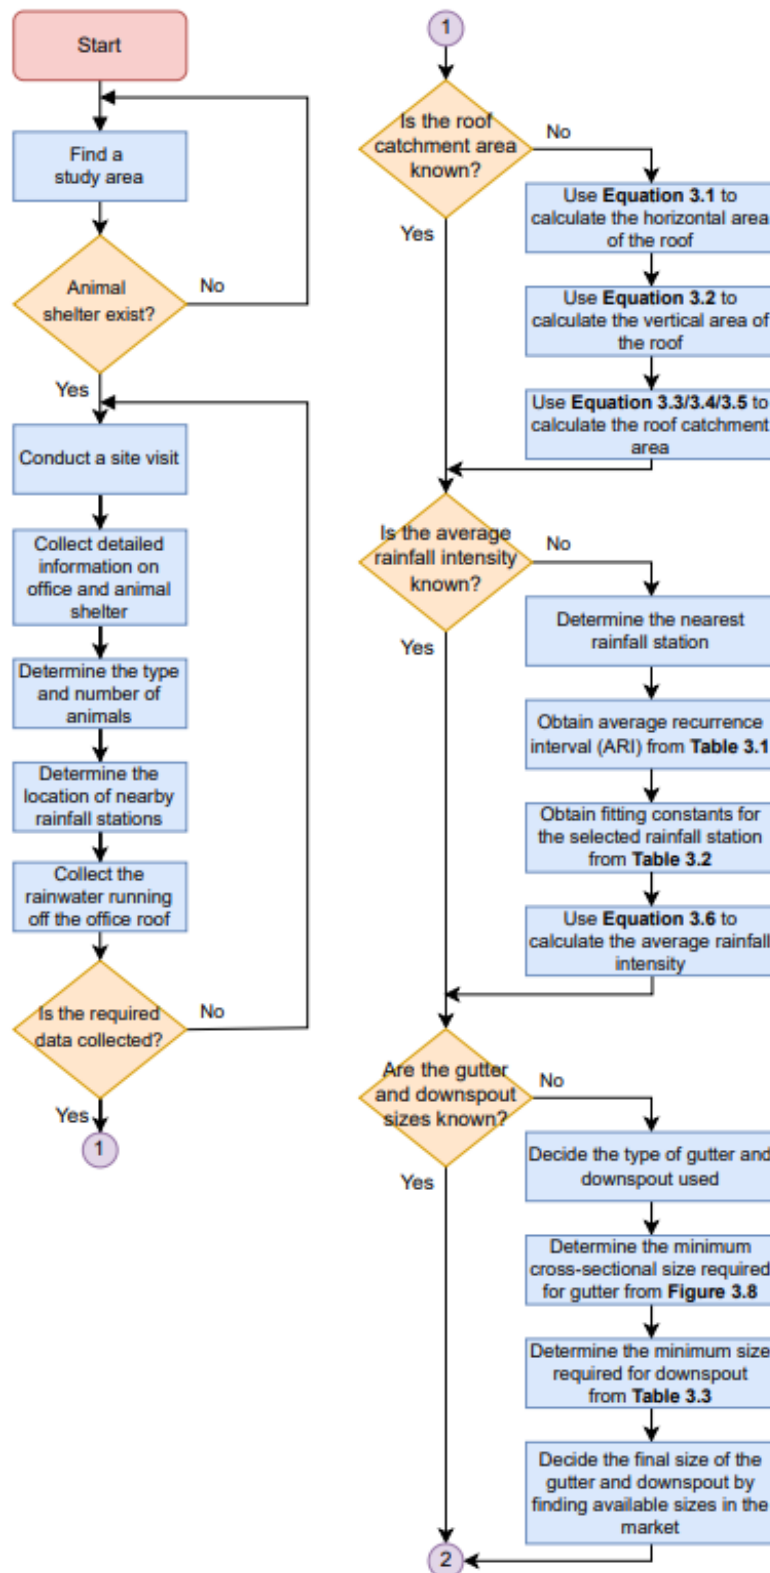 Start
Find a
study area
Animal
shelter exist?
No
Yes
Conduct a site visit
Collect detailed
information on
office and animal
shelter
Determine the type
and number of
animals
Determine the
location of nearby
rainfall stations
Collect the
rainwater running
off the office roof
Is the required
data collected?
No
Yes
1
1
Is the roof
catchment area
known?
No
Yes
Use Equation 3.1 to
calculate the horizontal area
of the roof
Use Equation 3.2 to
calculate the vertical area of
the roof
Use Equation 3.3/3.4/3.5 to
calculate the roof catchment
area
Is the average
rainfall intensity
known?
No
Yes
Determine the nearest
rainfall station
Obtain average recurrence
interval (ARI) from Table 3.1
Obtain fitting constants for
the selected rainfall station
from Table 3.2
Use Equation 3.6 to
calculate the average rainfall
intensity
Are the gutter
and downspout
sizes known?
No
Yes
Decide the type of gutter and
downspout used
Determine the minimum
cross-sectional size required
for gutter from Figure 3.8
Determine the minimum size
required for downspout
from Table 3.3
Decide the final size of the
gutter and downspout by
finding available sizes in the
market
2